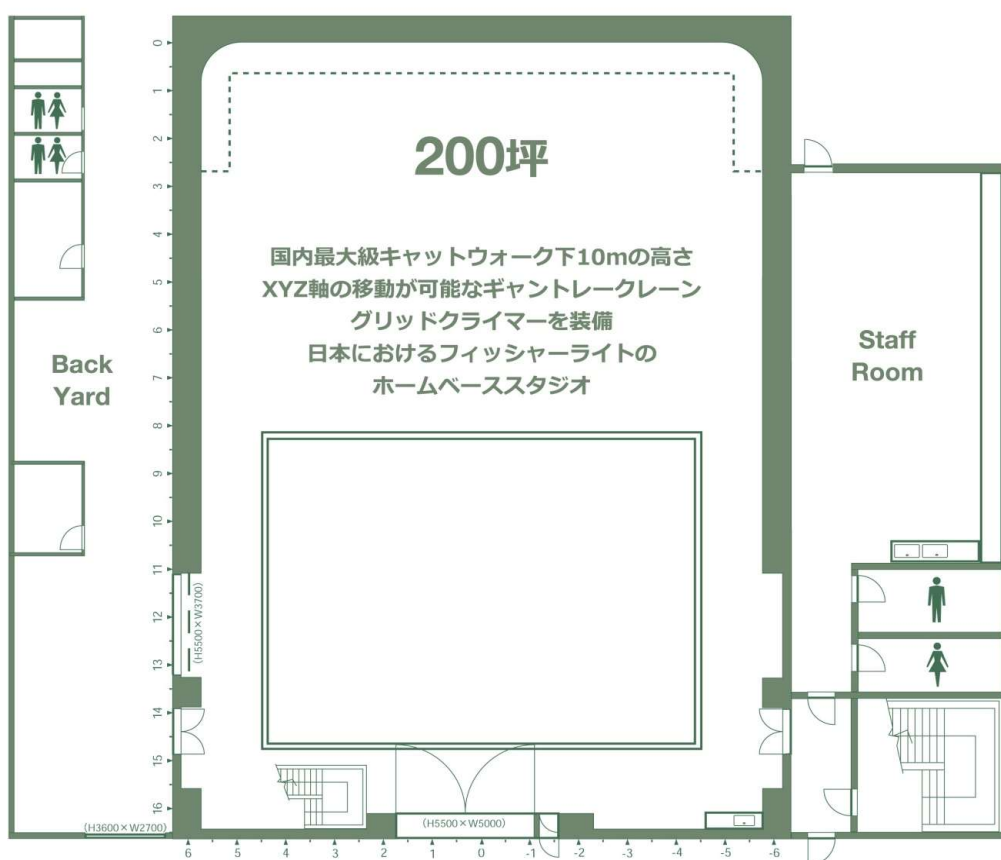 200坪
国内最大級キャットウォーク下10mの高さ
XYZ軸の移動が可能なギャントレークレーン
グリッドクライマーを装備
日本におけるフィッシャーライトの
ホームベーススタジオ
Back
Yard
Staff
Room
0
1
2
3
4
5
6
7
8
9
10
11
12
13
14
15
16
(H5500×W3700)
(H3600×W2700)
(H5500×W5000)
6
5
4
3
2
1
0
-1
-2
-3
-4
-5
-6